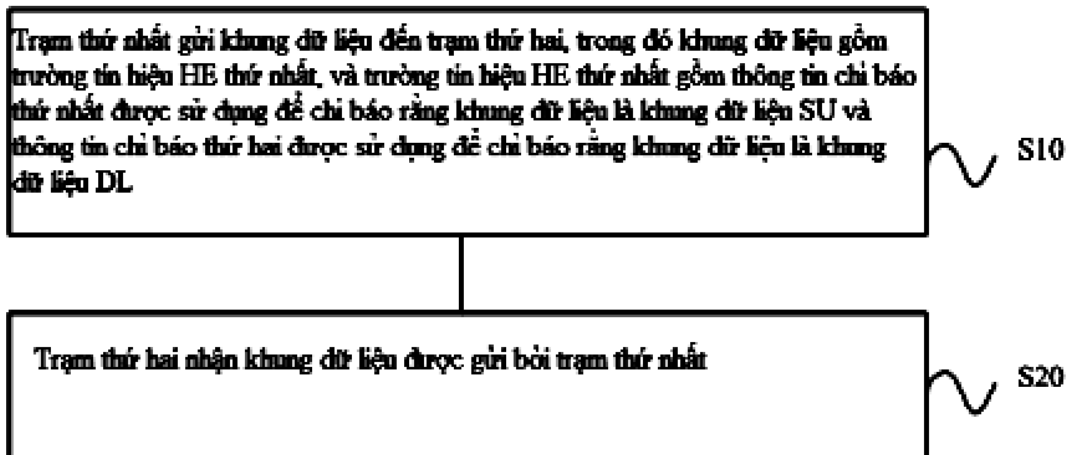 Trạm thứ nhất gửi khung dữ liệu đến trạm thứ hai, trong đó khung dữ liệu gồm
trường tín hiệu HE thứ nhất, và trường tín hiệu HE thứ nhất gồm thông tin chỉ báo
thứ nhất được sử dụng để chỉ báo rằng khung dữ liệu là khung dữ liệu SU và
thông tin chỉ báo thứ hai được sử dụng để chỉ báo rằng khung dữ liệu là khung
dữ liệu DL
S10
Trạm thứ hai nhận khung dữ liệu được gửi bởi trạm thứ nhất
S20